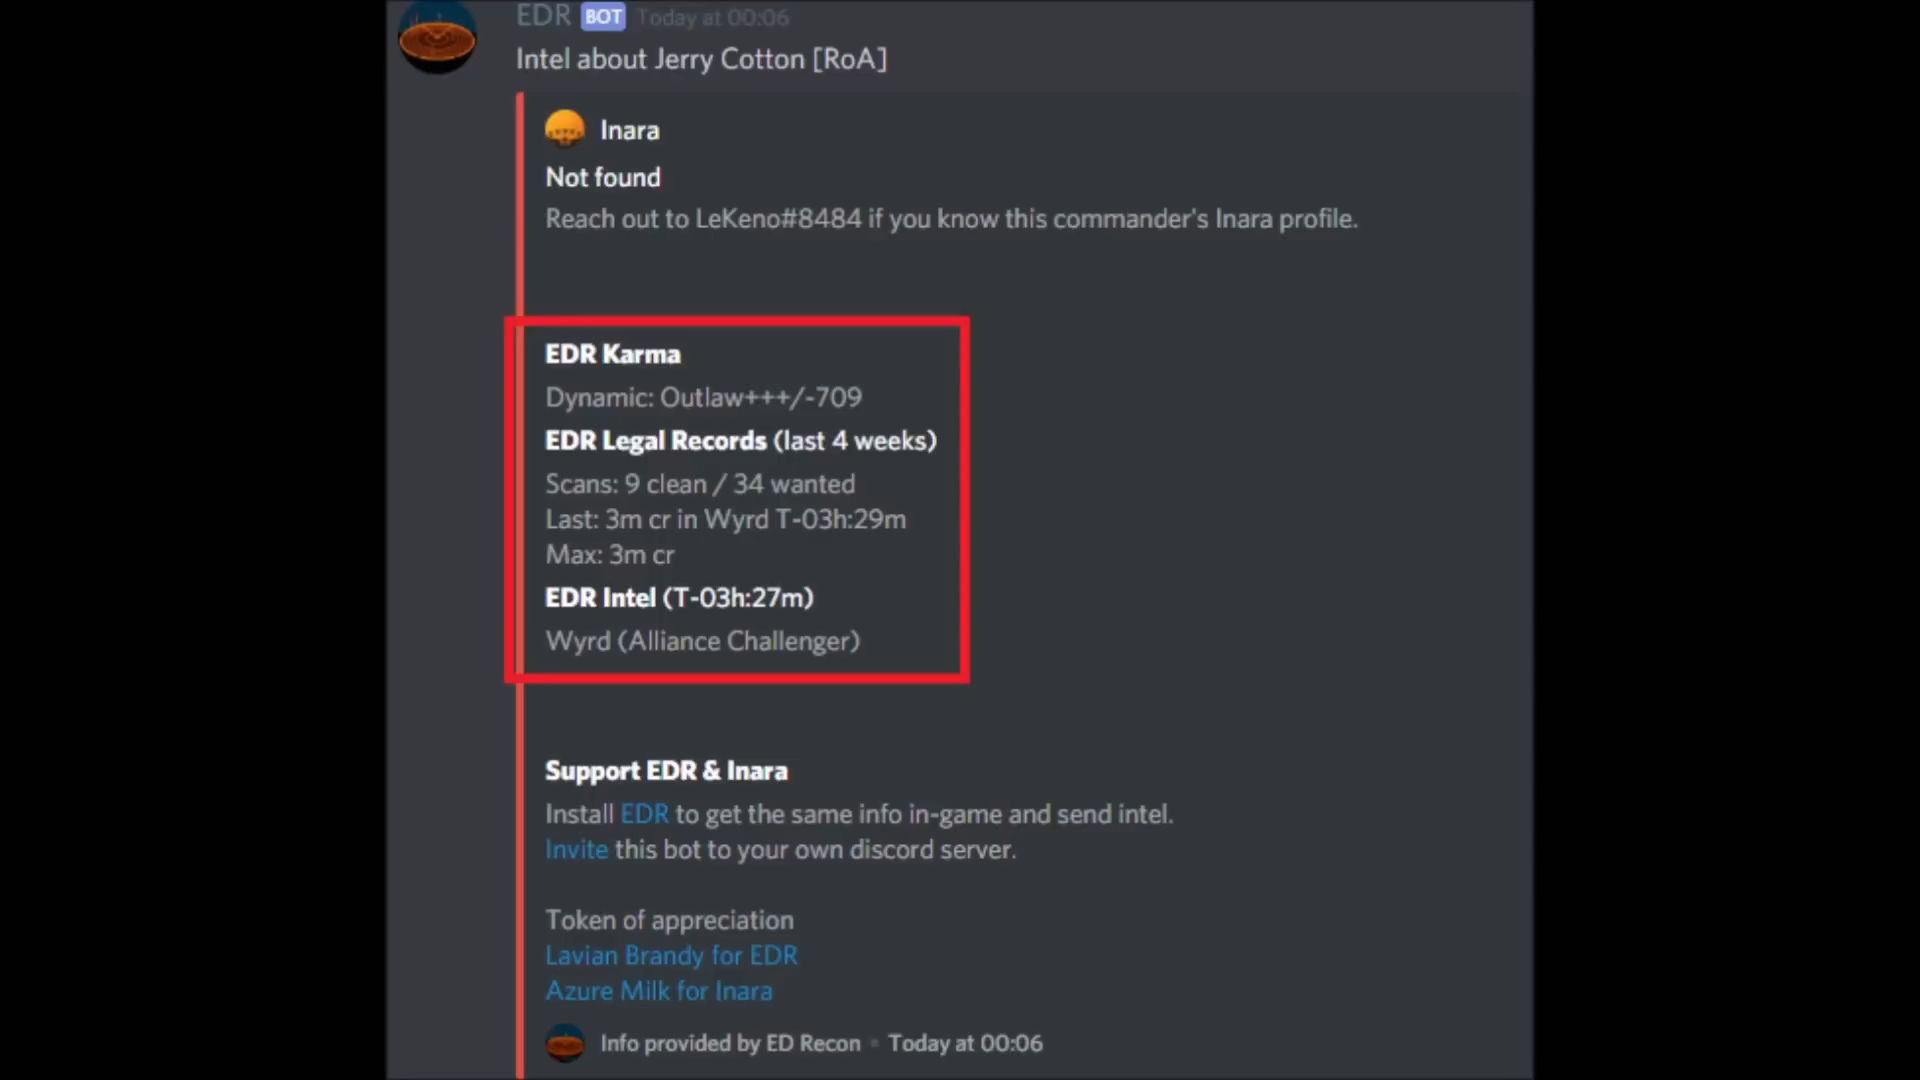 EDR BOT Today at 00:06
Intel about Jerry Cotton [RoA]
Inara
Not found
Reach out to LeKeno#8484 if you know this commander's Inara profile.
EDR Karma
Dynamic: Outlaw+++/-709
EDR Legal Records (last 4 weeks)
Scans: 9 clean / 34 wanted
Last: 3m cr in Wyrd T-03h:29m
Max: 3m cr
EDR Intel (T-03h:27m)
Wyrd (Alliance Challenger)
Support EDR & Inara
Install EDR to get the same info in-game and send intel.
Invite this bot to your own discord server.
Token of appreciation
Lavian Brandy for EDR
Azure Milk for Inara
Info provided by ED Recon • Today at 00:06